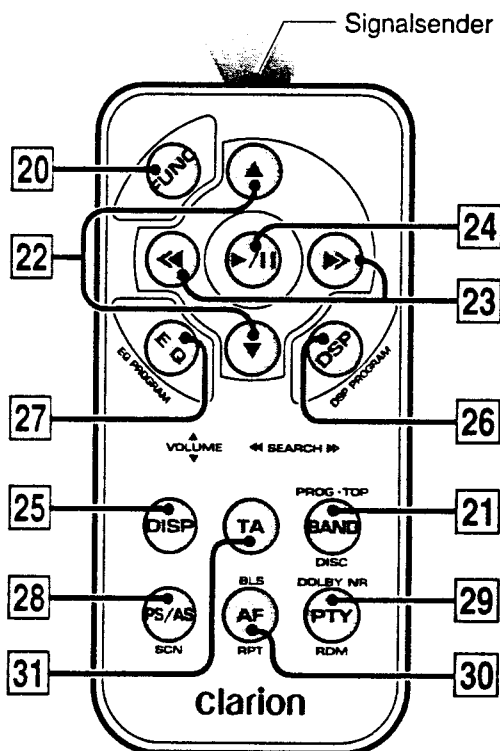 Signalsender
20
FUNC
▲
22
24
◀◀
▶/II
▶▶
23
EQ
▼
DSP
EQ PROGRAM
DSP PROGRAM
27
26
▲
VOLUME
▼
◀◀ SEARCH ▶▶
25
PROG·TOP
21
DISP
TA
BAND
DISC
28
BLS
DOLBY NR
29
PS/AS
AF
PTY
SCN
RPT
RDM
31
30
clarion